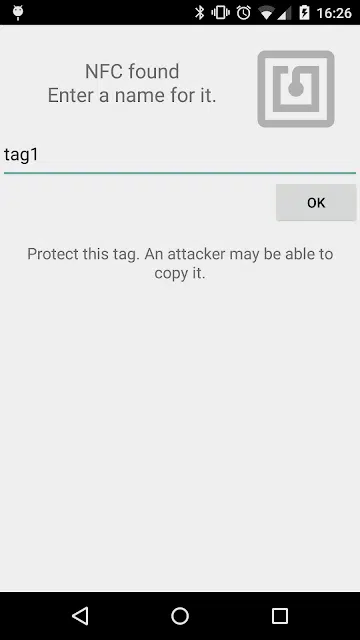 16:26
NFC found
Enter a name for it.
tag1
OK
Protect this tag. An attacker may be able to
copy it.